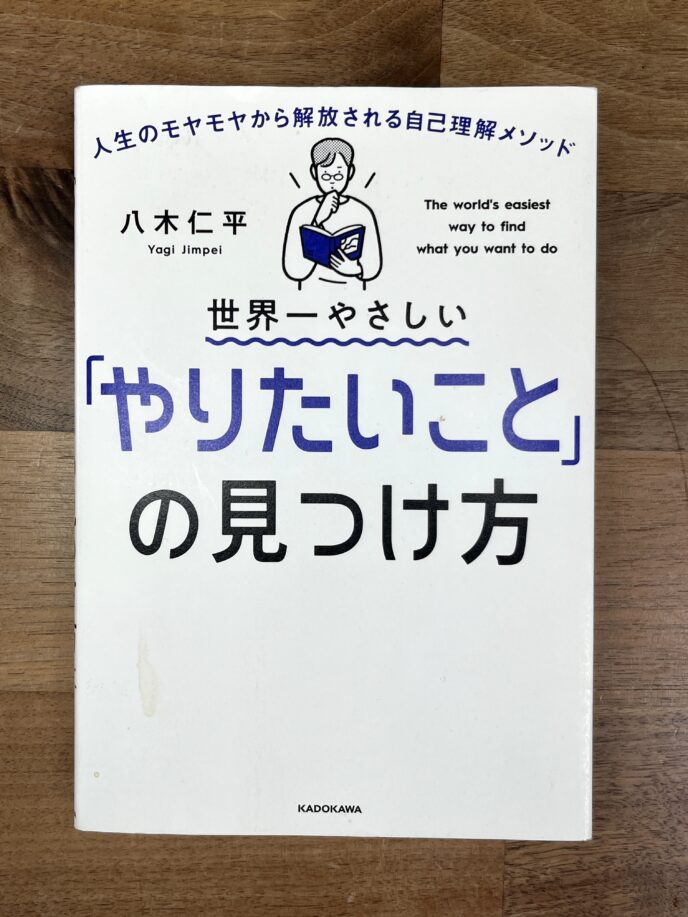 人生のモヤモヤから解放される自己理解メソッド
八木仁平
Yagi Jimpei
The world's easiest
way to find
what you want to do
世界一やさしい
「やりたいこと」
の見つけ方
KADOKAWA